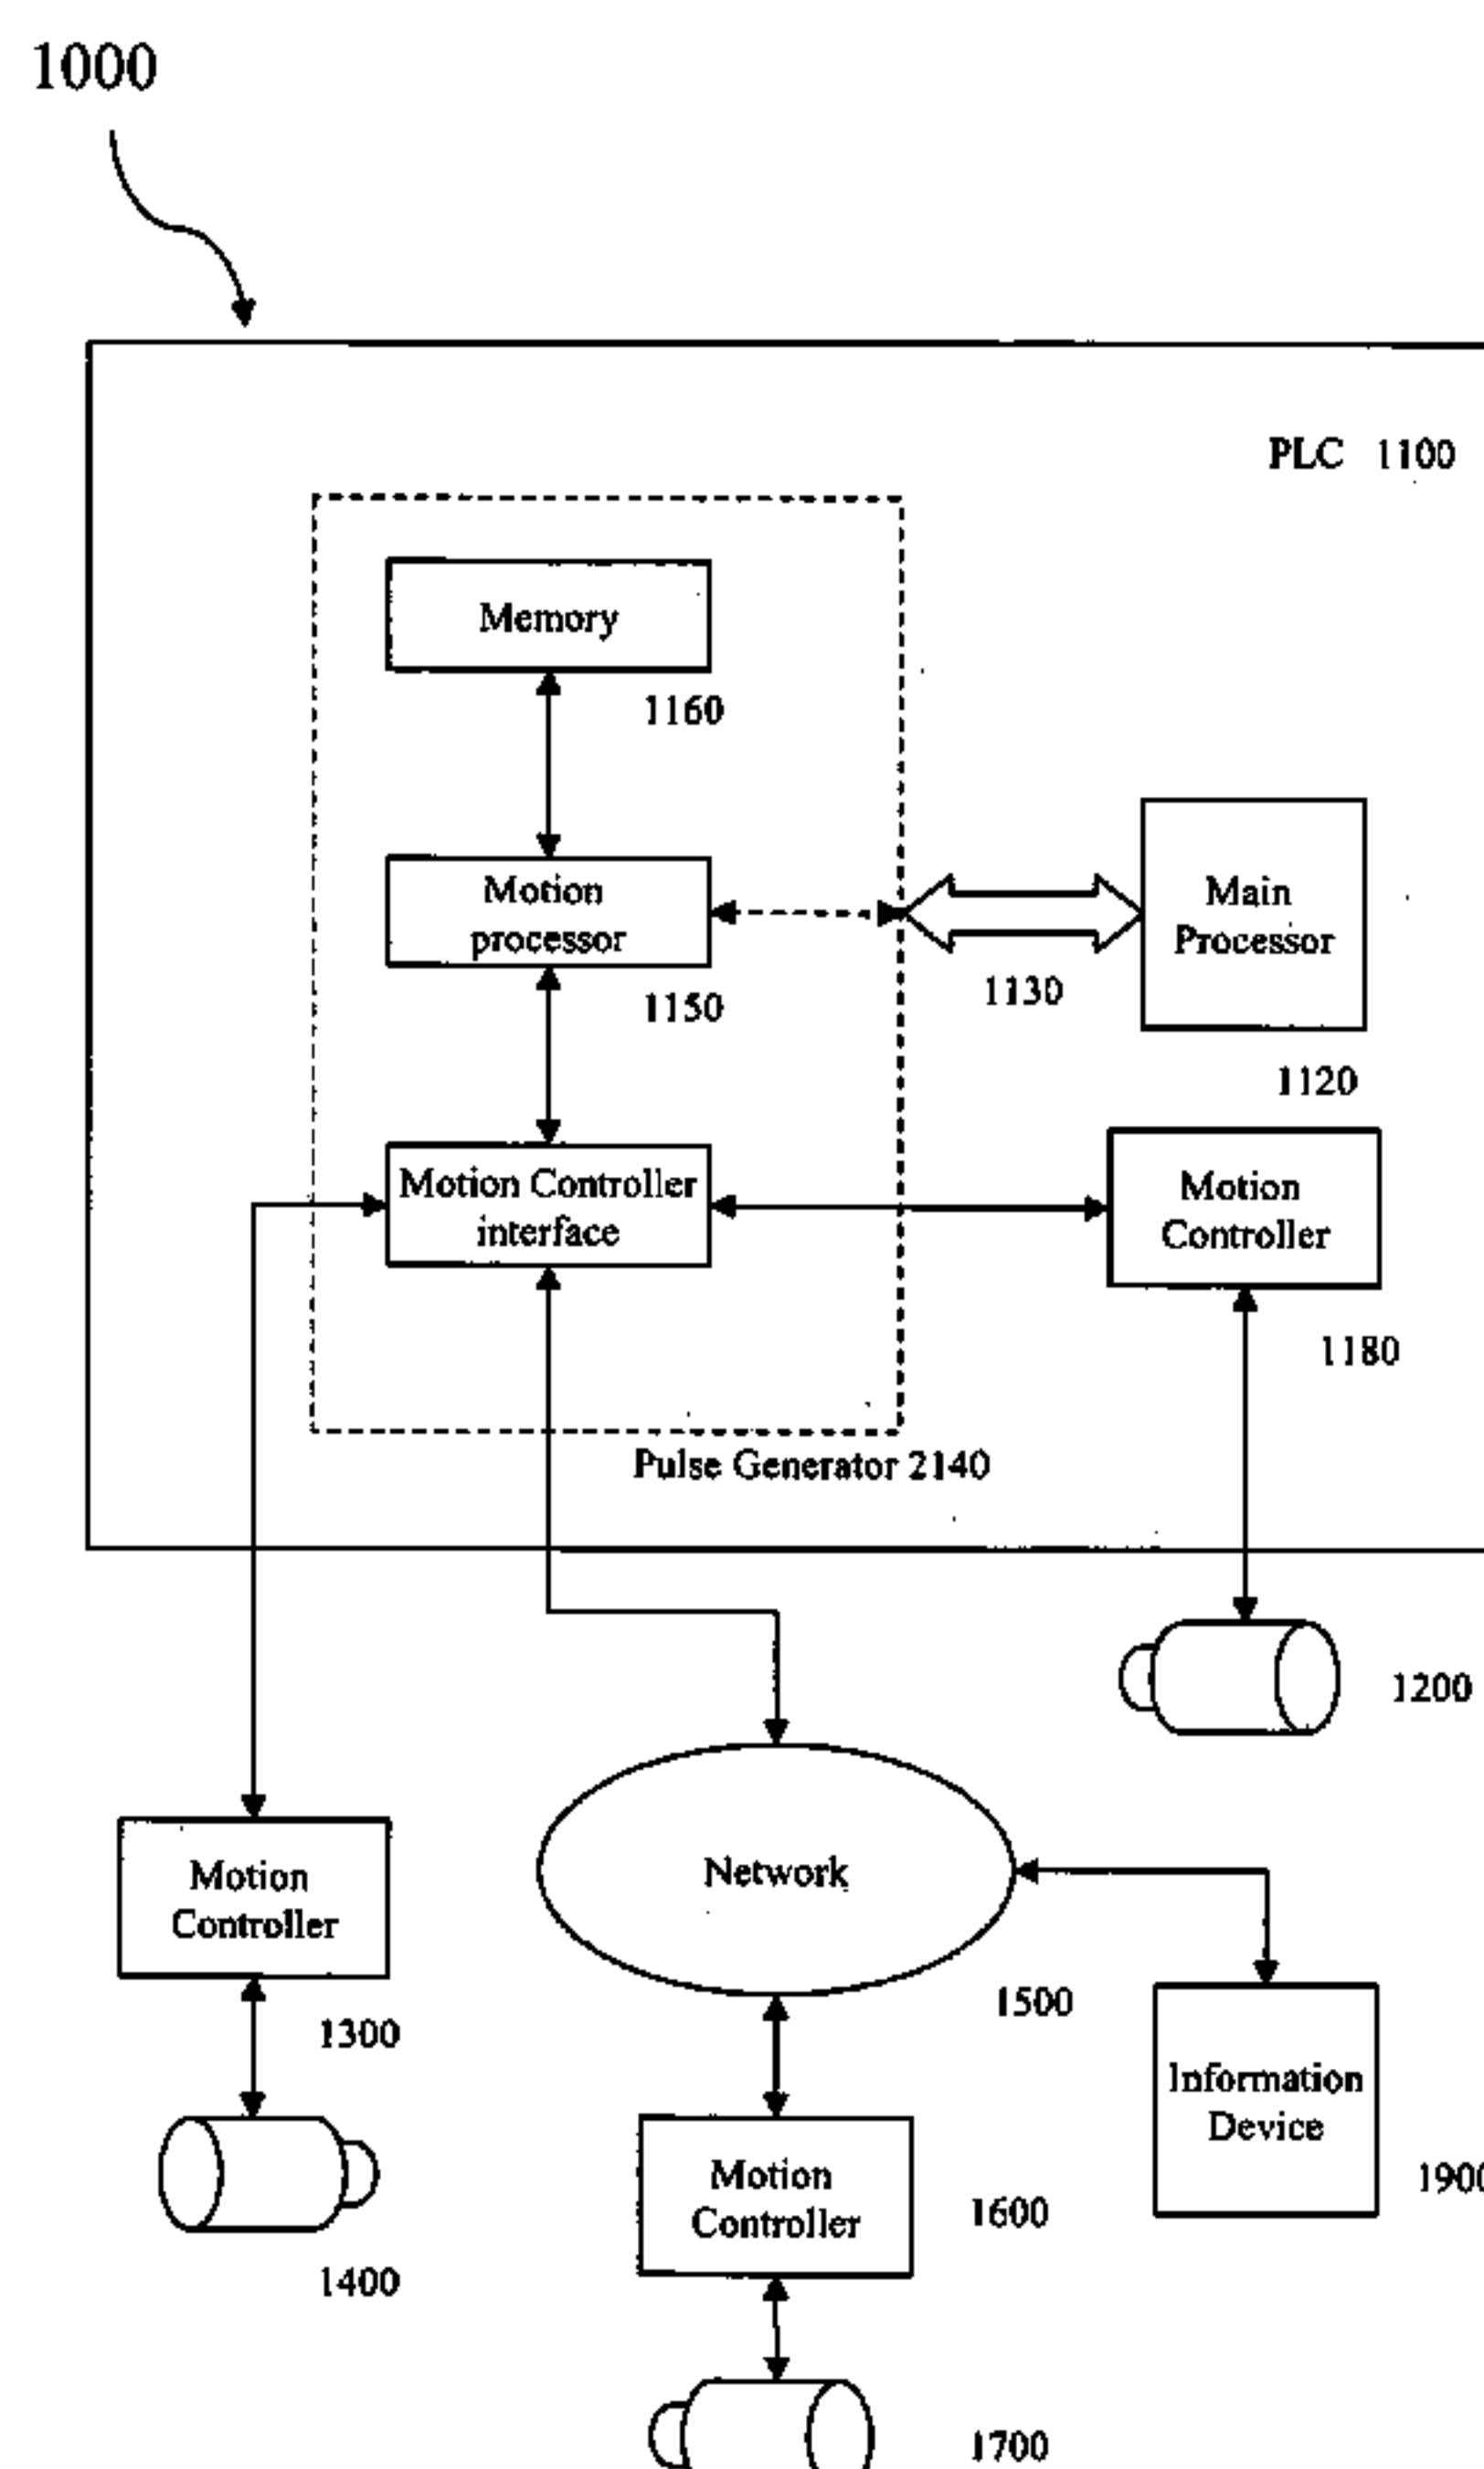 1000
PLC 1100
Memory
1160
Motion
processor
1150
1130
Main
Processor
1120
Motion Controller
interface
Motion
Controller
1180
Pulse Generator 2140
1200
Motion
Controller
1300
1400
Network
1500
Information
Device
1900
Motion
Controller
1600
1700